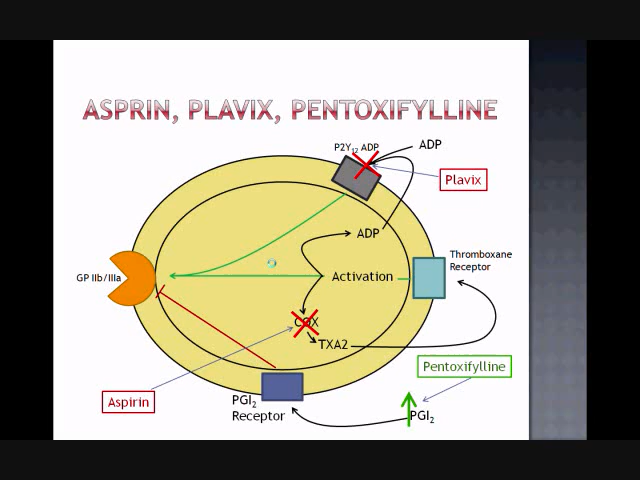 ASPRIN, PLAVIX, PENTOXIFYLLINE
P2Y12 ADP
ADP
Plavix
ADP
Thromboxane
Receptor
GP IIb/IIIa
Activation
COX
TXA2
Pentoxifylline
Aspirin
PGI2
Receptor
PGI2